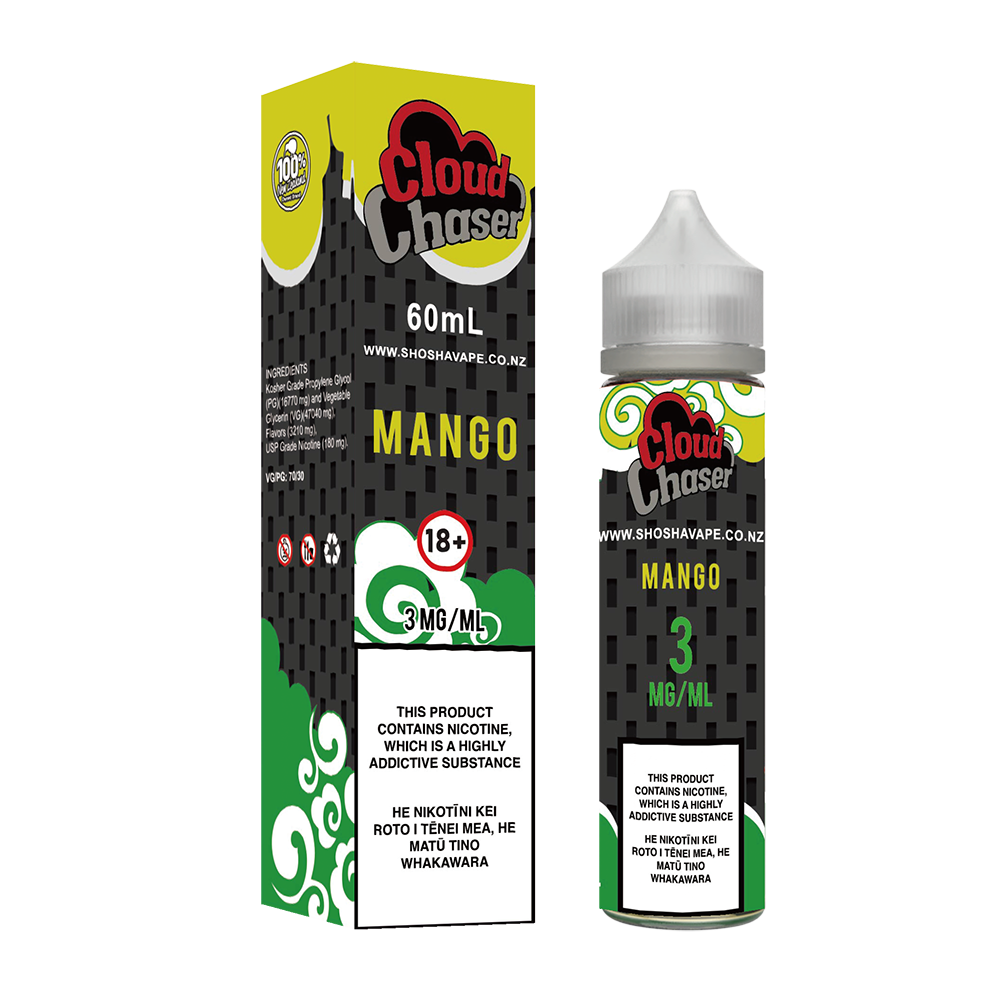 100%
New Zealand
Cloud
Chaser
60mL
WWW.SHOSHAVAPE.CO.NZ
MANGO
INGREDIENTS
Kosher Grade Propylene Glycol
(PG)(16770 mg) and Vegetable
Glycerin (VG)(47040 mg).
Flavors (3210 mg).
USP Grade Nicotine (180 mg).
VG/PG: 70/30
18+
3 MG/ML
THIS PRODUCT
CONTAINS NICOTINE,
WHICH IS A HIGHLY
ADDICTIVE SUBSTANCE
HE NIKOTĪNI KEI
ROTO I TĒNEI MEA, HE
MATŪ TINO
WHAKAWARA
Cloud
Chaser
WWW.SHOSHAVAPE.CO.NZ
MANGO
3
MG/ML
THIS PRODUCT
CONTAINS NICOTINE,
WHICH IS A HIGHLY
ADDICTIVE SUBSTANCE
HE NIKOTĪNI KEI
ROTO I TĒNEI MEA, HE
MATŪ TINO
WHAKAWARA